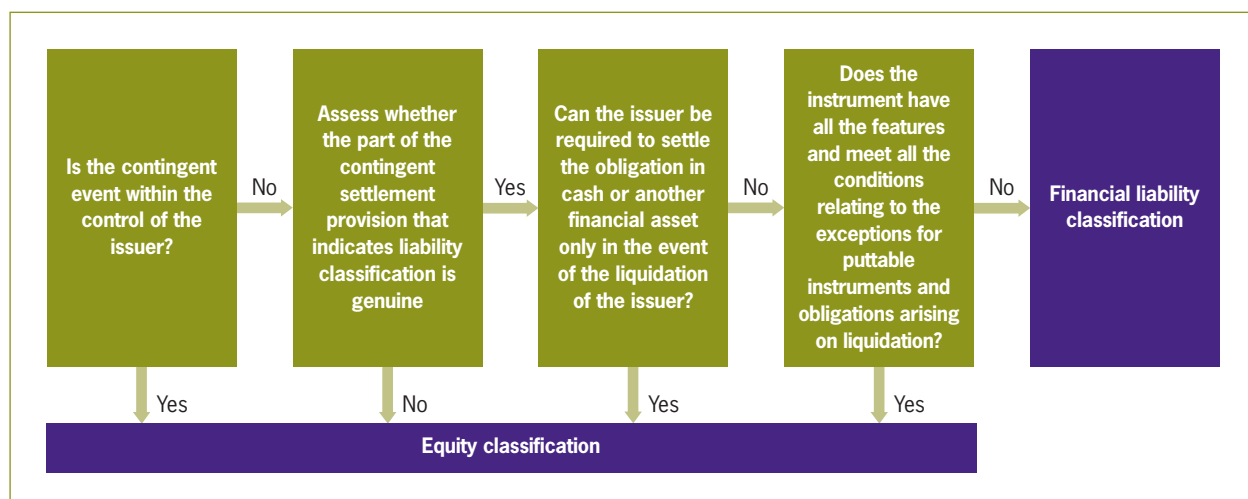 Is the contingent
event within the
control of the
issuer?
No
Assess whether
the part of the
contingent
settlement
provision that
indicates liability
classification is
genuine
Yes
Can the issuer be
required to settle
the obligation in
cash or another
financial asset
only in the event
of the liquidation
of the issuer?
No
Does the
instrument have
all the features
and meet all the
conditions
relating to the
exceptions for
puttable
instruments and
obligations arising
on liquidation?
No
Financial liability
classification
Yes
No
Yes
Yes
Equity classification